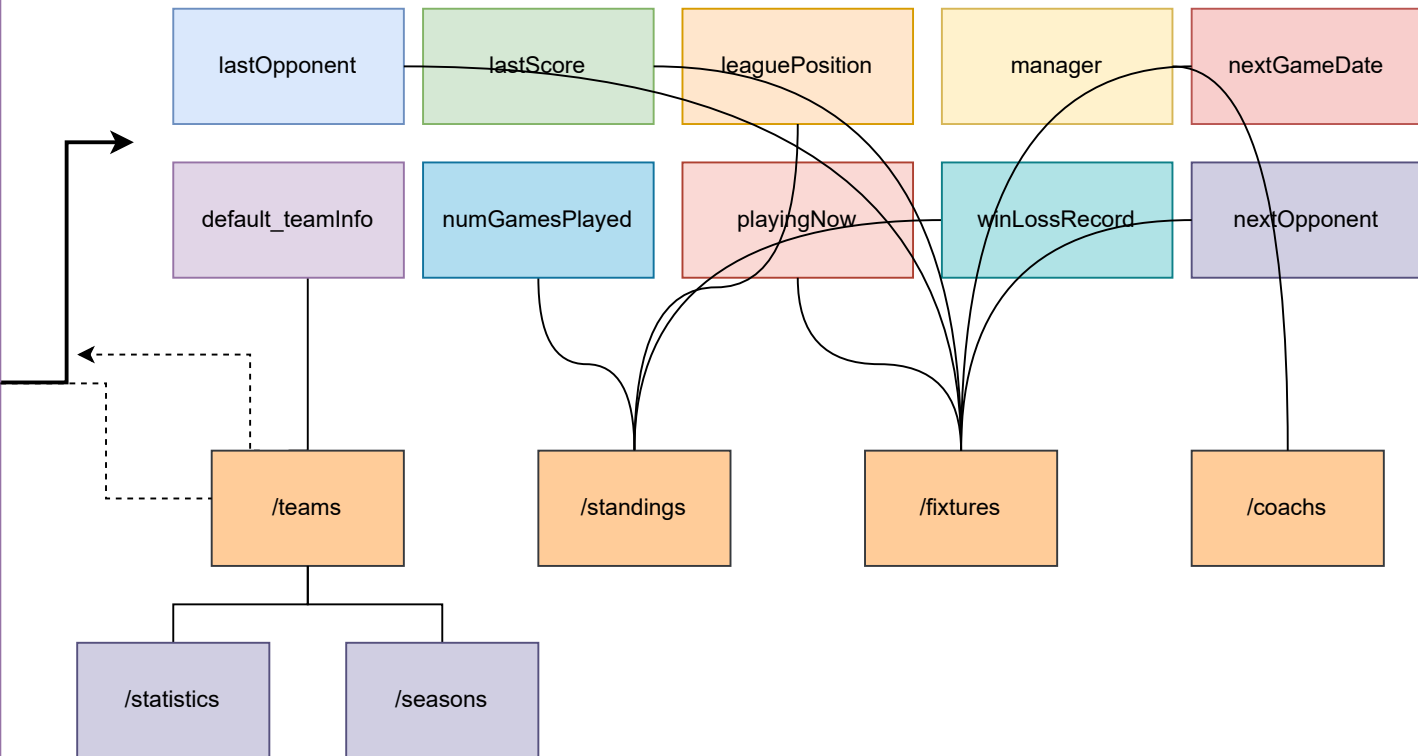 lastOpponent
lastScore
leaguePosition
manager
nextGameDate
default_teamInfo
numGamesPlayed
playingNow
winLossRecord
nextOpponent
/teams
/standings
/fixtures
/coachs
/statistics
/seasons